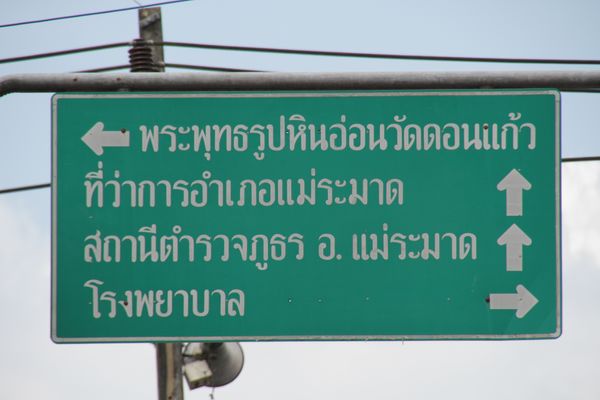 พระพุทธรูปหินอ่อนวัดดอนแก้ว
ที่ว่าการอำเภอแม่ระมาด
สถานีตำรวจภูธร อ. แม่ระมาด
โรงพยาบาล